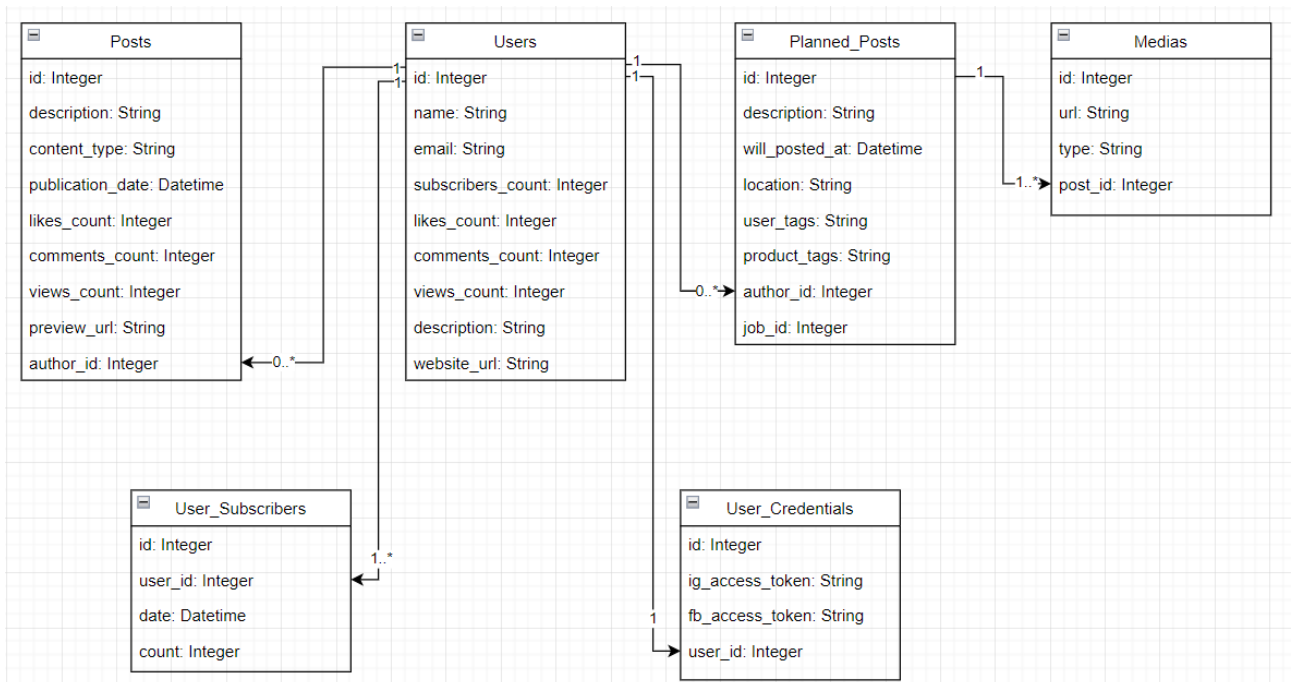 Posts
id: Integer
description: String
content_type: String
publication_date: Datetime
likes_count: Integer
comments_count: Integer
views_count: Integer
preview_url: String
author_id: Integer
Users
id: Integer
name: String
email: String
subscribers_count: Integer
likes_count: Integer
comments_count: Integer
views_count: Integer
description: String
website_url: String
Planned_Posts
id: Integer
description: String
will_posted_at: Datetime
location: String
user_tags: String
product_tags: String
author_id: Integer
job_id: Integer
Medias
id: Integer
url: String
type: String
post_id: Integer
1
1
0..*
1
1
0..*
1
1..*
1..*
1
User_Subscribers
id: Integer
user_id: Integer
date: Datetime
count: Integer
User_Credentials
id: Integer
ig_access_token: String
fb_access_token: String
user_id: Integer